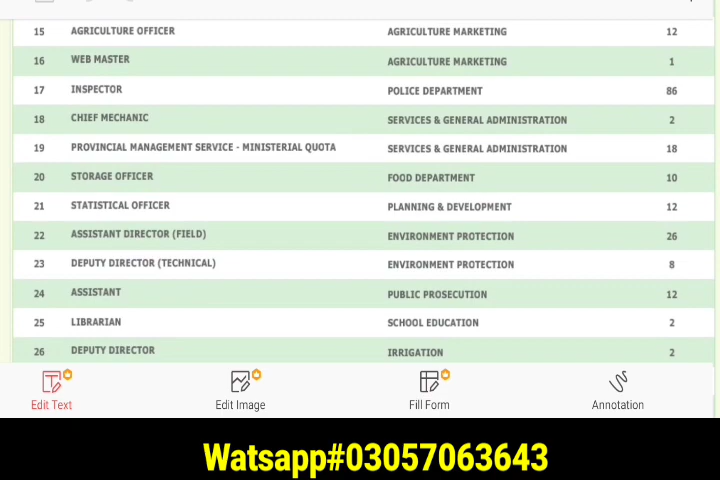 15 AGRICULTURE OFFICER AGRICULTURE MARKETING 12
16 WEB MASTER AGRICULTURE MARKETING 1
17 INSPECTOR POLICE DEPARTMENT 86
18 CHIEF MECHANIC SERVICES & GENERAL ADMINISTRATION 2
19 PROVINCIAL MANAGEMENT SERVICE - MINISTERIAL QUOTA SERVICES & GENERAL ADMINISTRATION 18
20 STORAGE OFFICER FOOD DEPARTMENT 10
21 STATISTICAL OFFICER PLANNING & DEVELOPMENT 12
22 ASSISTANT DIRECTOR (FIELD) ENVIRONMENT PROTECTION 26
23 DEPUTY DIRECTOR (TECHNICAL) ENVIRONMENT PROTECTION 8
24 ASSISTANT PUBLIC PROSECUTION 12
25 LIBRARIAN SCHOOL EDUCATION 2
26 DEPUTY DIRECTOR IRRIGATION 2
Edit Text Edit Image Fill Form Annotation
Watsapp#03057063643